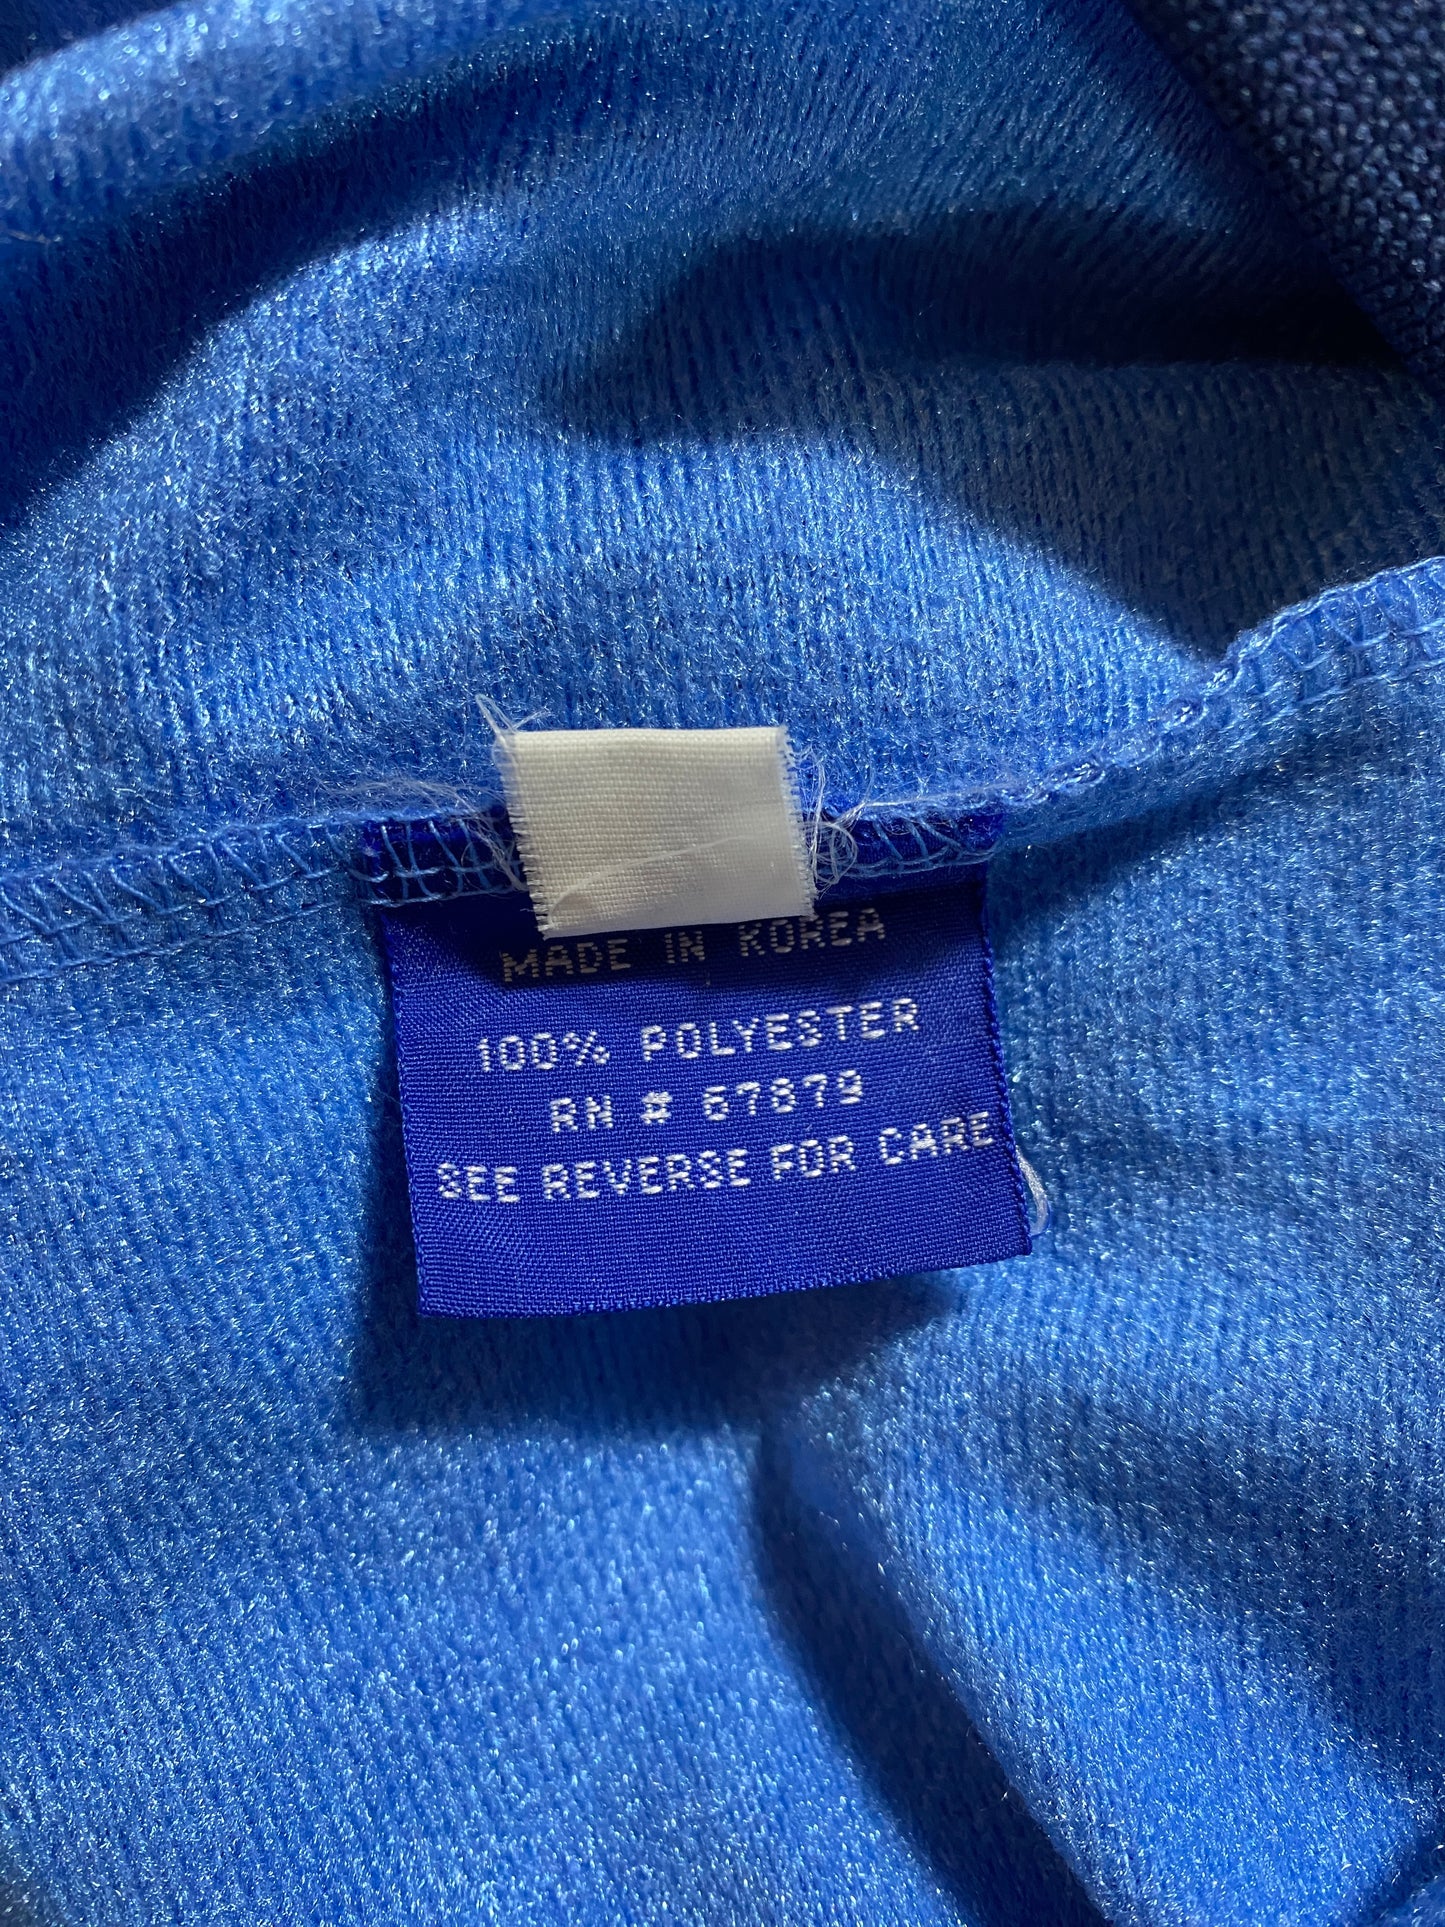 MADE IN KOREA
100% POLYESTER
RN # 67879
SEE REVERSE FOR CARE